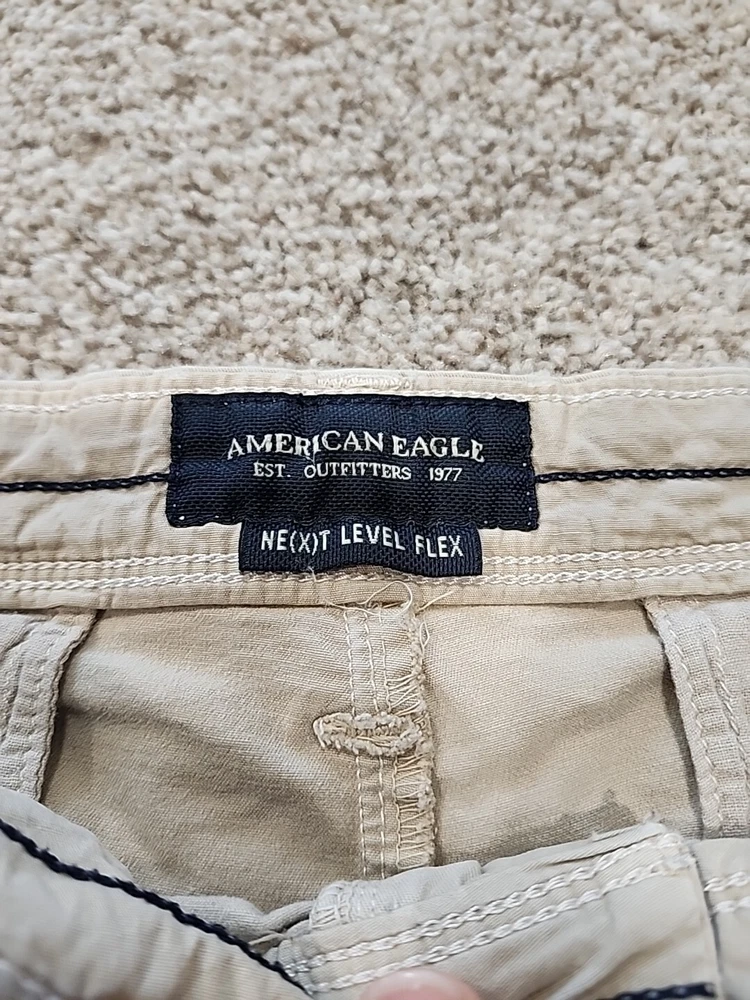 AMERICAN EAGLE
EST. OUTFITTERS 1977
NE(X)T LEVEL FLEX